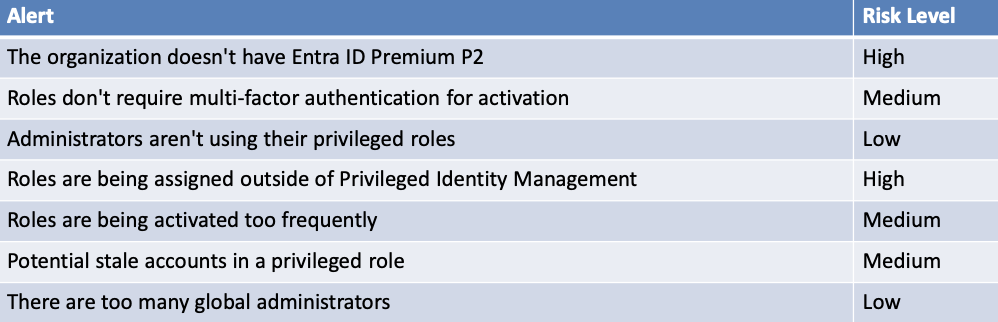 Alert Risk Level
The organization doesn't have Entra ID Premium P2 High
Roles don't require multi-factor authentication for activation Medium
Administrators aren't using their privileged roles Low
Roles are being assigned outside of Privileged Identity Management High
Roles are being activated too frequently Medium
Potential stale accounts in a privileged role Medium
There are too many global administrators Low